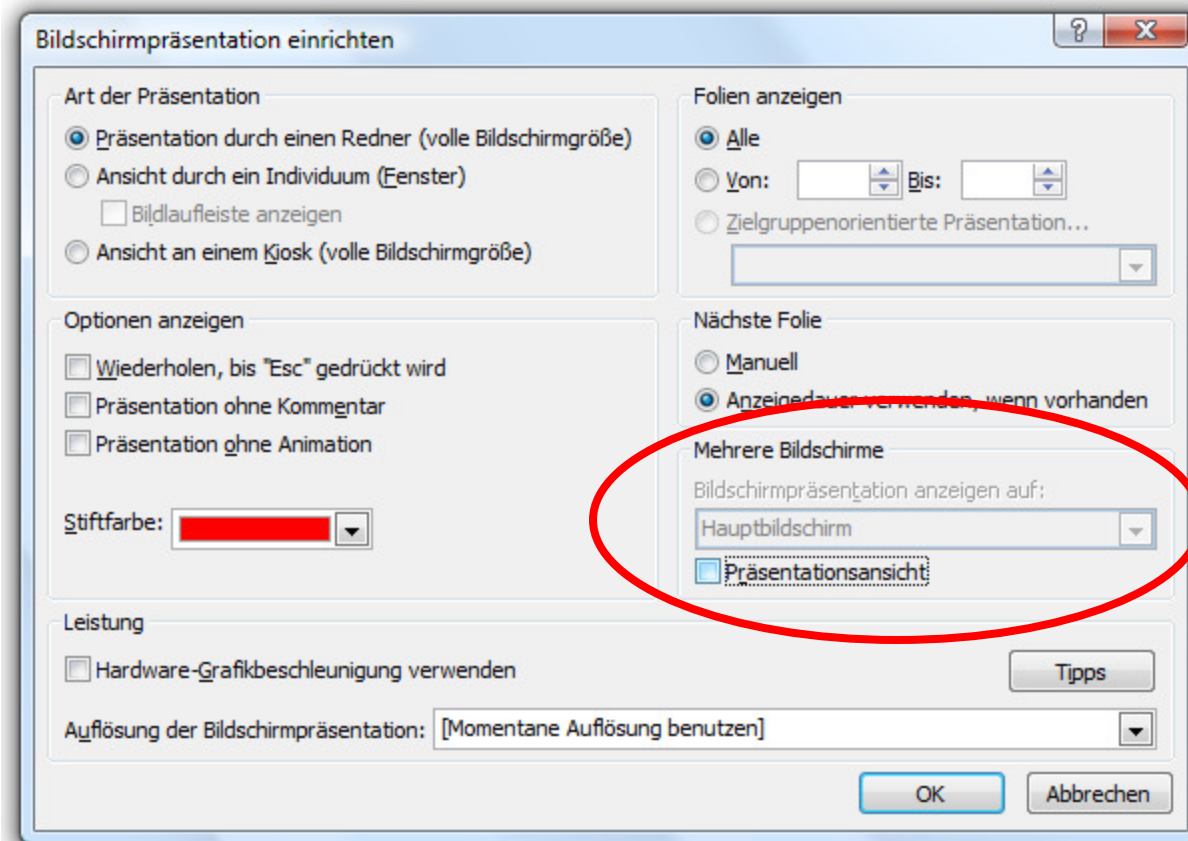 Bildschirmpräsentation einrichten
Art der Präsentation
Präsentation durch einen Redner (volle Bildschirmgröße)
Ansicht durch ein Individuum (Fenster)
Bildlaufleiste anzeigen
Ansicht an einem Kiosk (volle Bildschirmgröße)
Folien anzeigen
Alle
Von: Bis:
Zielgruppenorientierte Präsentation...
Optionen anzeigen
Wiederholen, bis "Esc" gedrückt wird
Präsentation ohne Kommentar
Präsentation ohne Animation
Stiftfarbe:
Nächste Folie
Manuell
Anzeigedauer verwenden, wenn vorhanden
Mehrere Bildschirme
Bildschirmpräsentation anzeigen auf:
Hauptbildschirm
Präsentationsansicht
Leistung
Hardware-Grafikbeschleunigung verwenden
Tipps
Auflösung der Bildschirmpräsentation: [Momentane Auflösung benutzen]
OK Abbrechen